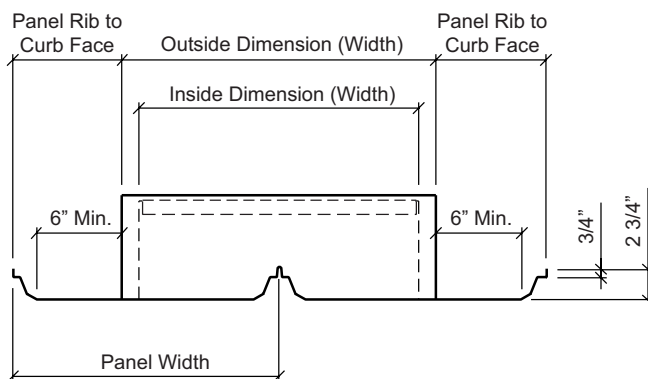 Panel Rib to
Curb Face
Outside Dimension (Width)
Panel Rib to
Curb Face
Inside Dimension (Width)
6” Min.
6” Min.
3/4”
2 3/4”
Panel Width